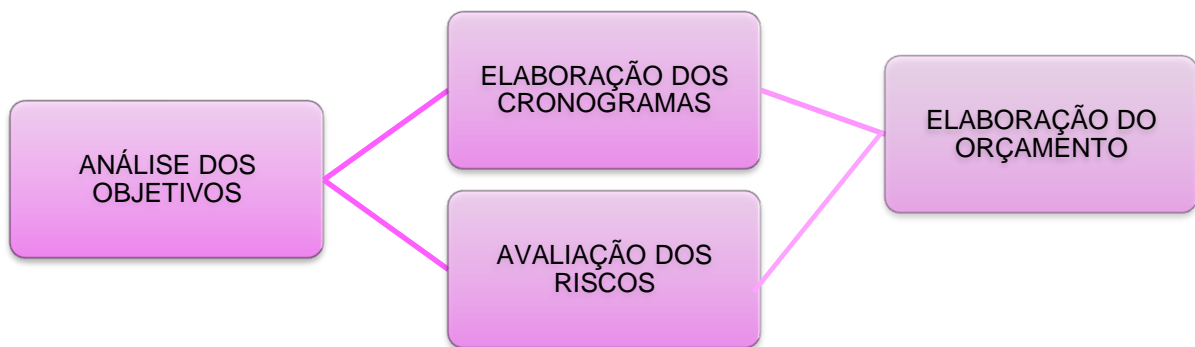 ANÁLISE DOS
OBJETIVOS
ELABORAÇÃO DOS
CRONOGRAMAS
AVALIAÇÃO DOS
RISCOS
ELABORAÇÃO DO
ORÇAMENTO